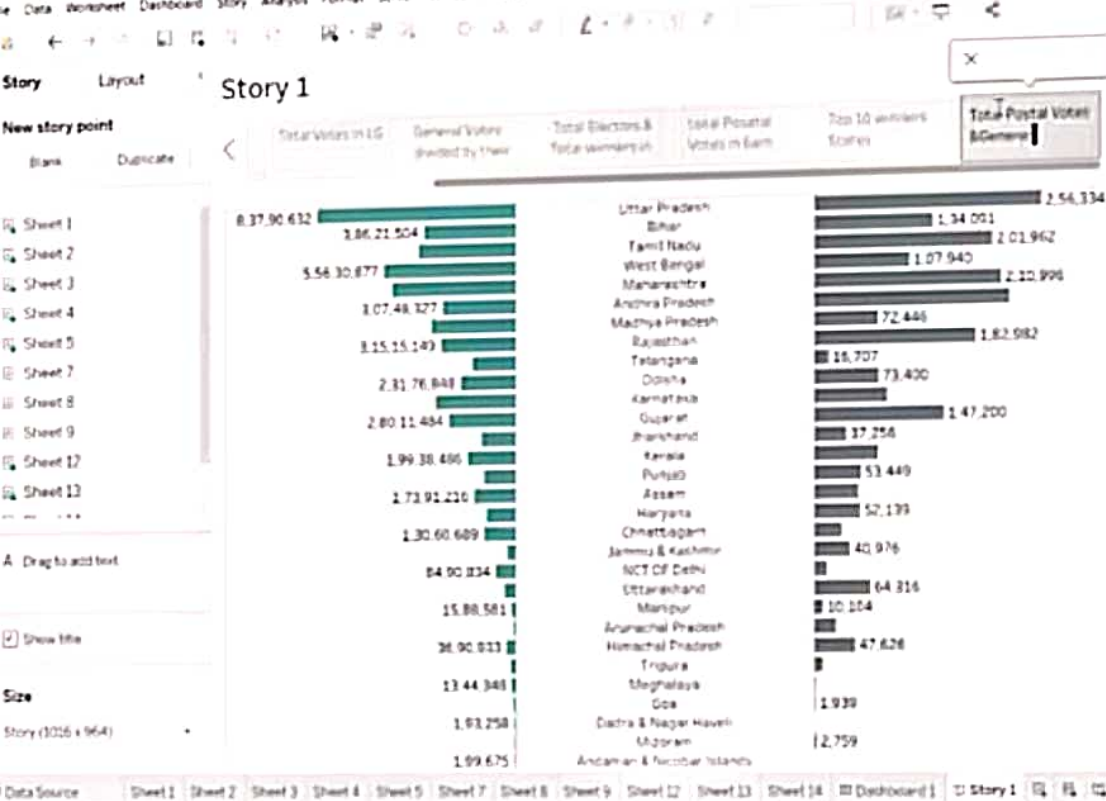 Data Worksheet Dashboard Story Analysis Format
Story Layout
New story point
Blank Duplicate
Sheet 1
Sheet 2
Sheet 3
Sheet 4
Sheet 5
Sheet 7
Sheet 8
Sheet 9
Sheet 12
Sheet 13
A Drag to add text
Show title
Size
Story (1016 x 964)
Story 1
Total Votes in LS
General Votes
divided by their
Total Electors &
Total winners in
Total Posatal
Votes in Earn
Top 10 winners
Scores
Total Postal Votes
&General
8,37,90,632 Uttar Pradesh 2,56,334
3,86,21,504 Bihar 1,34,091
Tamil Nadu 2,01,962
5,56,30,877 West Bengal 1,07,940
Maharashtra 2,10,996
3,07,48,327 Andhra Pradesh
Madhya Pradesh 72,446
3,15,15,149 Rajasthan 1,82,982
Telangana 16,707
2,31,76,848 Odisha 73,400
Karnataka
2,80,11,484 Gujarat 1,47,200
Jharkhand 37,256
1,99,38,486 Kerala
Punjab 53,449
1,73,91,216 Assam
Haryana 52,139
1,30,60,689 Chhattisgarh
Jammu & Kashmir 40,976
84,90,834 NCT OF Delhi
Uttarakhand 64,316
15,88,581 Manipur 10,184
Arunachal Pradesh
36,90,933 Himachal Pradesh 47,626
Tripura
13,44,348 Meghalaya
Goa 1,939
1,93,258 Dadra & Nagar Haveli
Mizoram 2,759
1,99,675 Andaman & Nicobar Islands
Data Source Sheet 1 Sheet 2 Sheet 3 Sheet 4 Sheet 5 Sheet 7 Sheet 8 Sheet 9 Sheet 12 Sheet 13 Sheet 14 Dashboard 1 Story 1